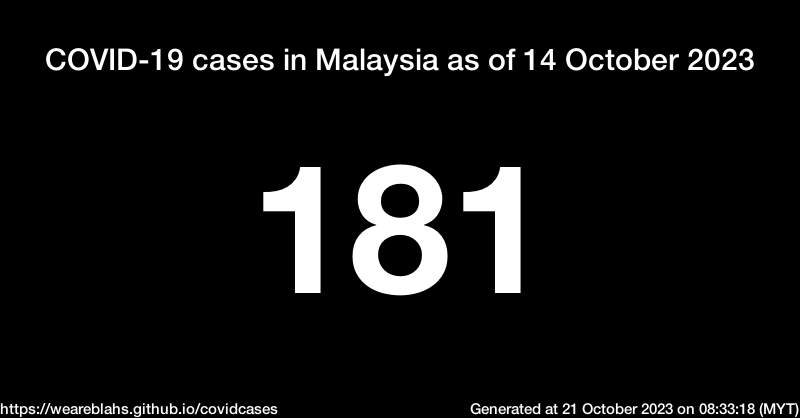 COVID-19 cases in Malaysia as of 14 October 2023
181
https://weareblahs.github.io/covidcases
Generated at 21 October 2023 on 08:33:18 (MYT)